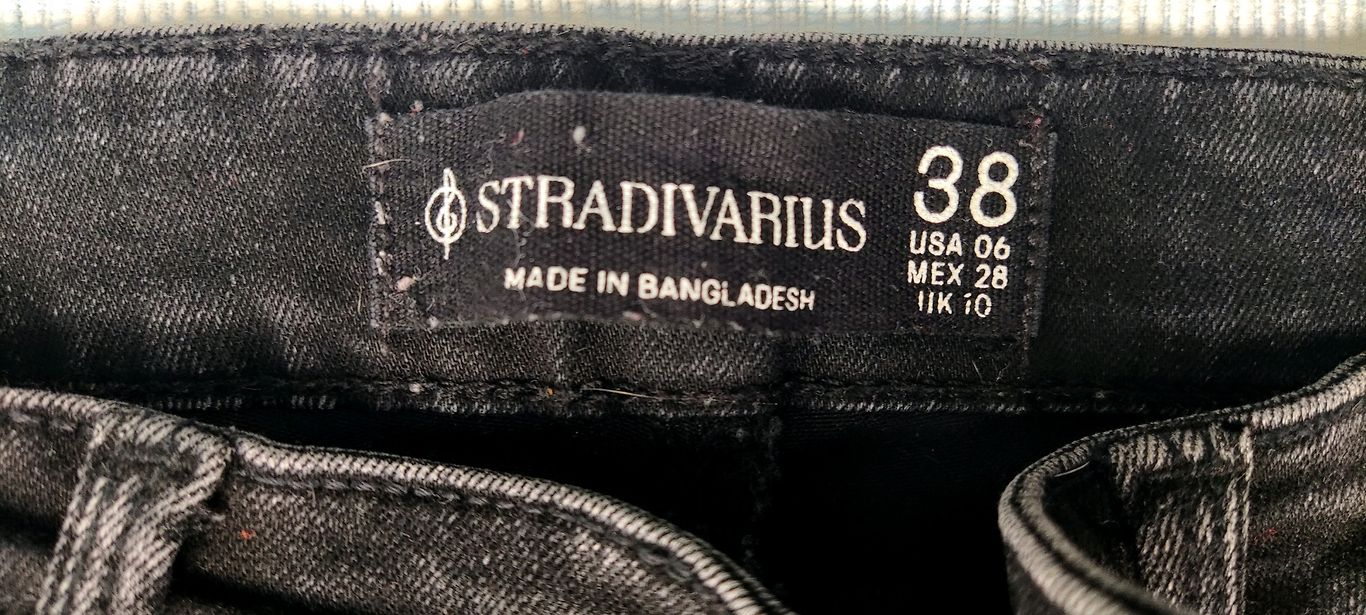 STRADIVARIUS
MADE IN BANGLADESH
38
USA 06
MEX 28
UK 10